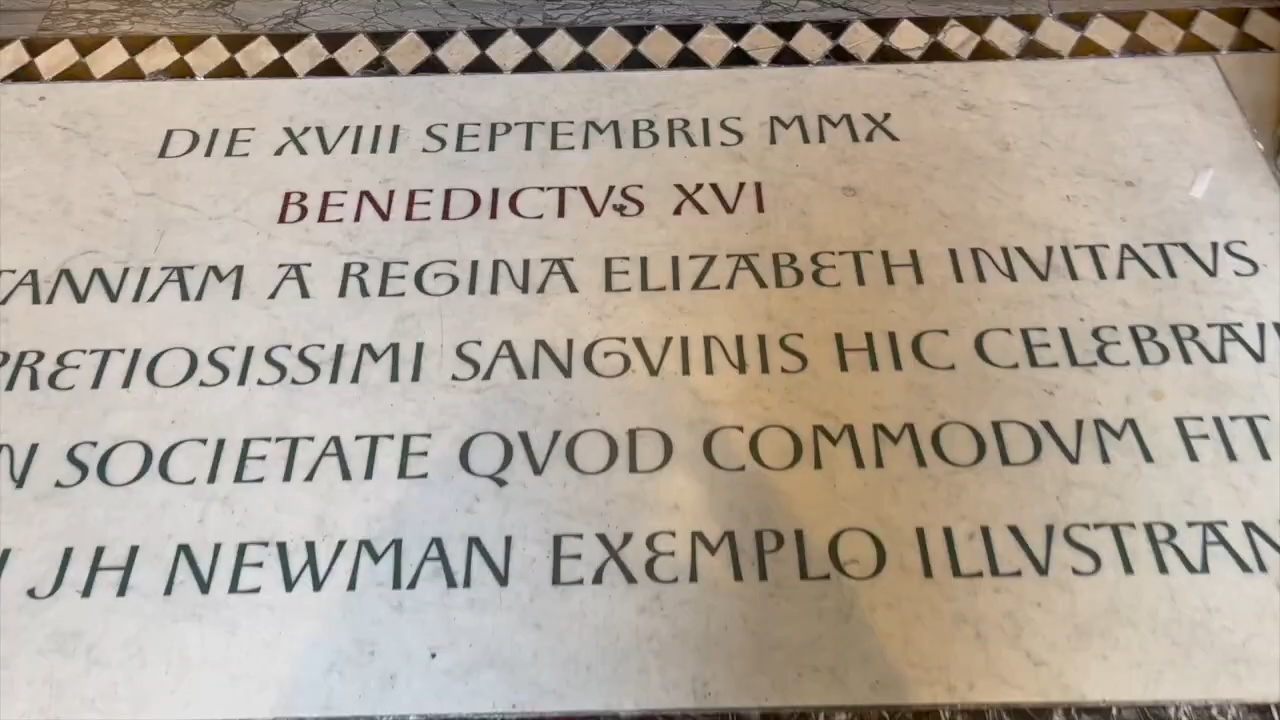 DIE XVIII SEPTEMBRIS MMX
BENEDICTVS XVI
TANNIAM A REGINA ELIZABETH INVITATVS
PRETIOSISSIMI SANGVINIS HIC CELEBRAV
N SOCIETATE QVOD COMMODVM FIT
JH NEWMAN EXEMPLO ILLVSTRAN